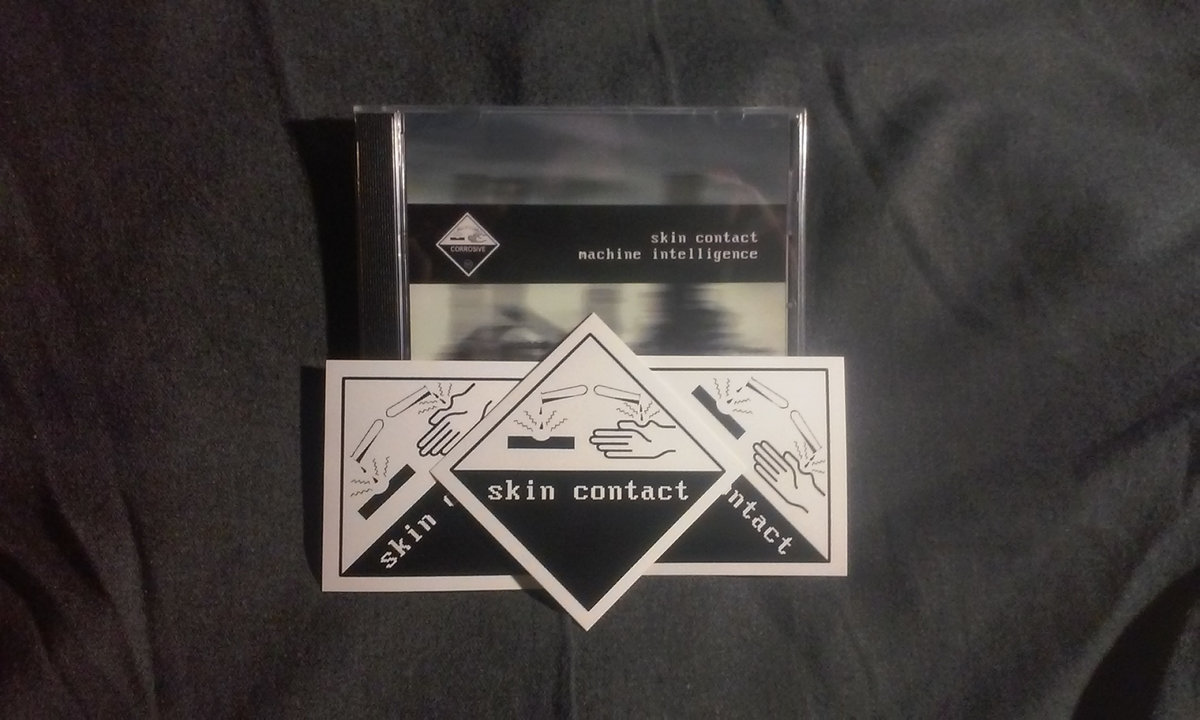 skin contact
machine intelligence
CORROSIVE
skin contact
skin
ntact